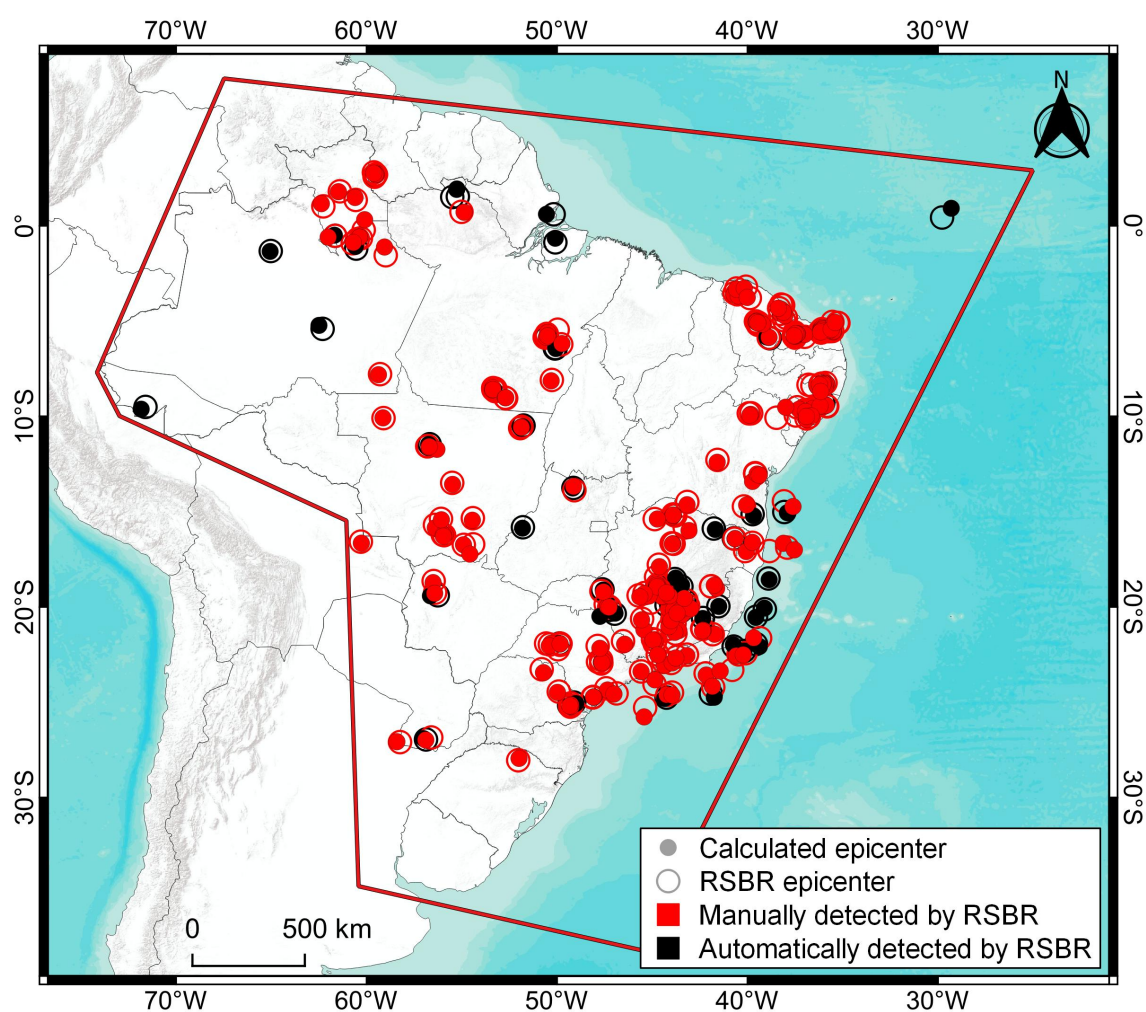 70°W 60°W 50°W 40°W 30°W
N
0° 0°
10°S 10°S
20°S 20°S
30°S 30°S
Calculated epicenter
RSBR epicenter
Manually detected by RSBR
Automatically detected by RSBR
0 500 km
70°W 60°W 50°W 40°W 30°W